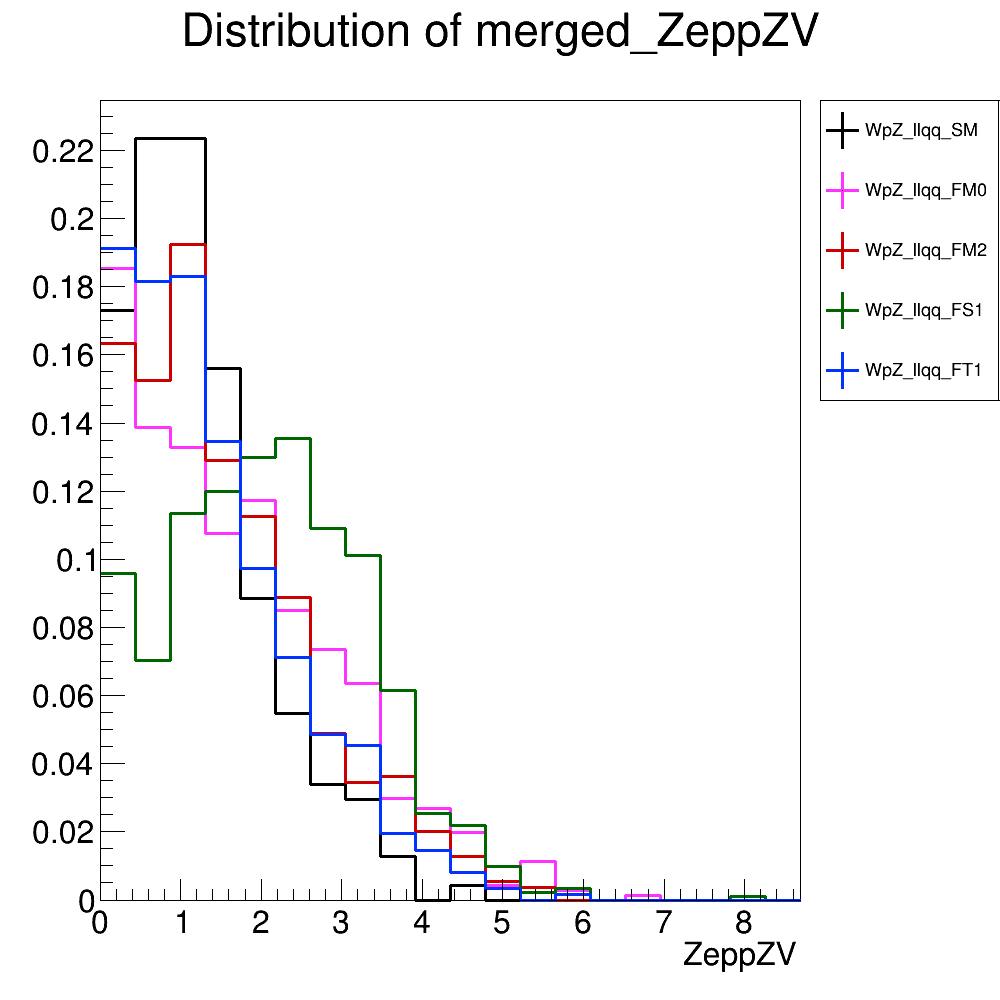 Distribution of merged_ZeppZV
WpZ_llqq_SM
WpZ_llqq_FM0
WpZ_llqq_FM2
WpZ_llqq_FS1
WpZ_llqq_FT1
0.22
0.2
0.18
0.16
0.14
0.12
0.1
0.08
0.06
0.04
0.02
0
0 1 2 3 4 5 6 7 8
ZeppZV